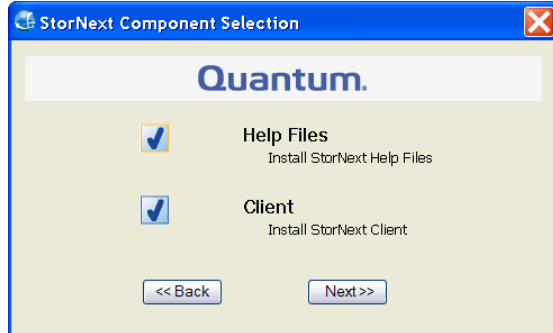 StorNext Component Selection
Quantum.
Help Files
Install StorNext Help Files
Client
Install StorNext Client
<< Back
Next >>